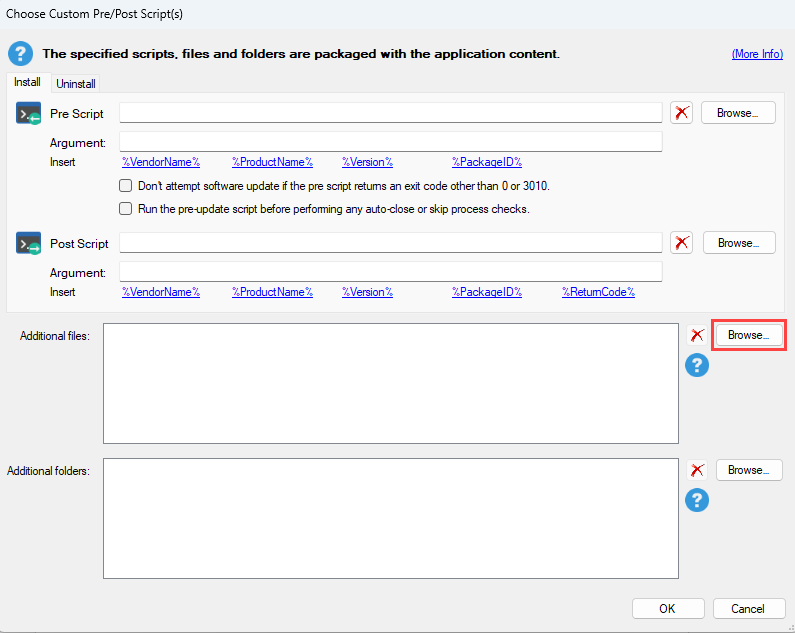 Choose Custom Pre/Post Script(s)
? The specified scripts, files and folders are packaged with the application content. (More Info)
Install Uninstall
Pre Script Browse...
Argument:
Insert %VendorName% %ProductName% %Version% %PackageID%
Don't attempt software update if the pre script returns an exit code other than 0 or 3010.
Run the pre-update script before performing any auto-close or skip process checks.
Post Script Browse...
Argument:
Insert %VendorName% %ProductName% %Version% %PackageID% %ReturnCode%
Additional files: Browse...
?
Additional folders: Browse...
?
OK Cancel